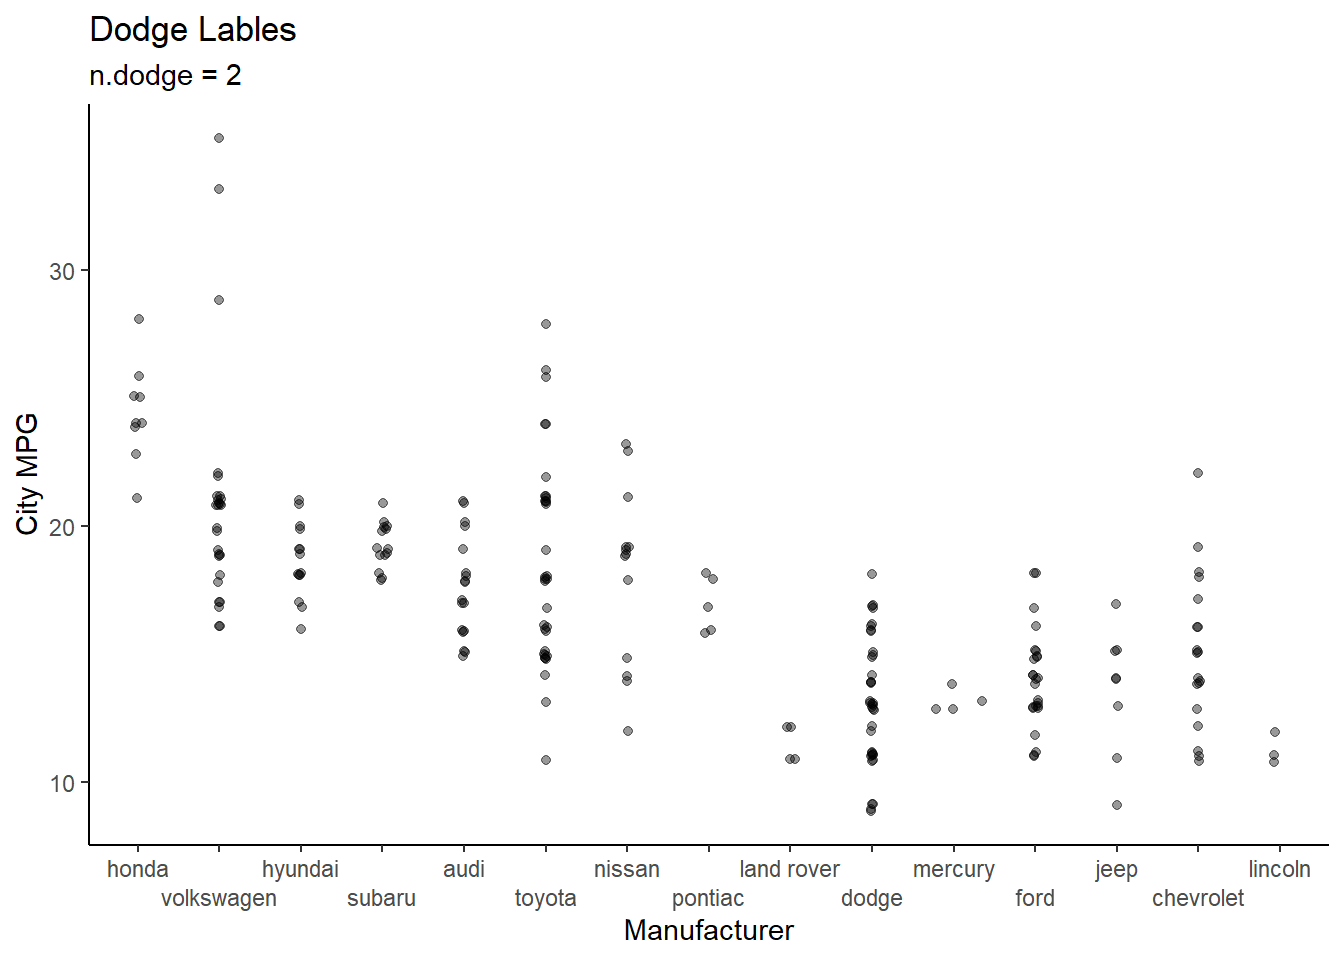 Dodge Lables
n.dodge = 2
City MPG
30
20
10
honda hyundai audi nissan land rover mercury jeep lincoln
volkswagen subaru toyota pontiac dodge ford chevrolet
Manufacturer